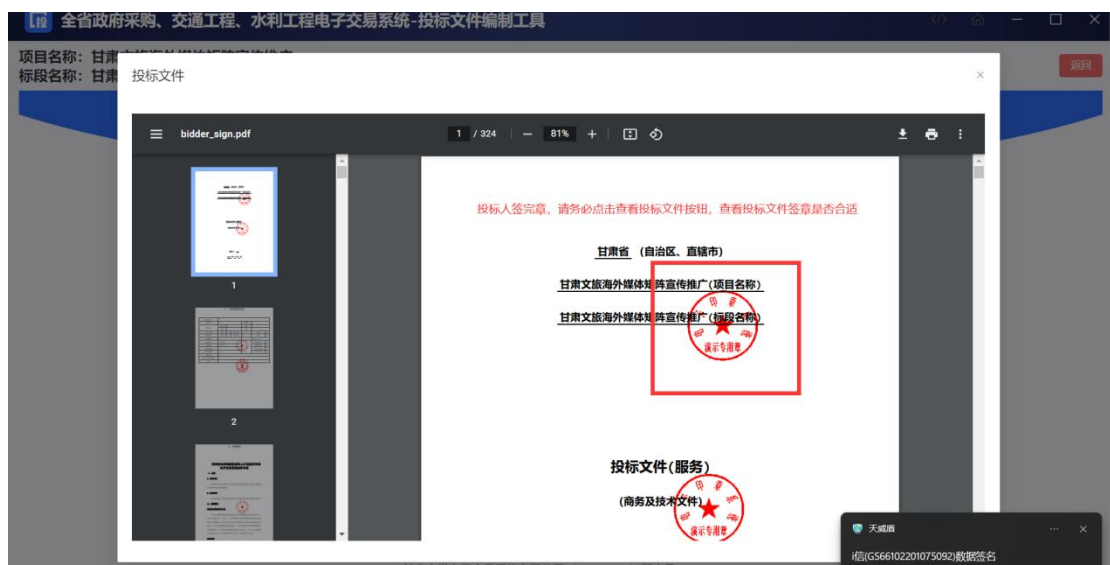 投 全省政府采购、交通工程、水利工程电子交易系统-投标文件编制工具
项目名称：甘肃
标段名称：甘肃
返回
投标文件
bidder_sign.pdf
1 / 324
81%
1
2
投标人签完章，请务必点击查看投标文件按钮，查看投标文件签章是否合适
甘肃省 (自治区、直辖市)
甘肃文旅海外媒体矩阵宣传推广(项目名称)
甘肃文旅海外媒体矩阵宣传推广(标段名称)
演示专用章
投标文件(服务)
(商务及技术文件)
演示专用章
天威盾
i信(GS66102201075092)数据签名